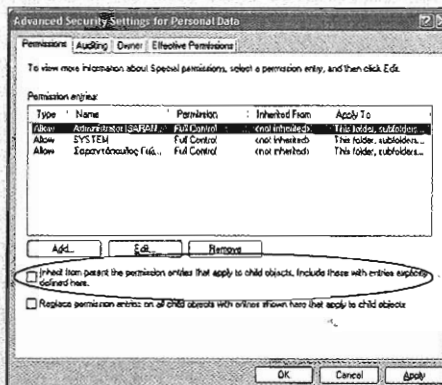 Advanced Security Settings for Personal Data
Permissions Auditing Owner Effective Permissions
To view more information about Special permissions, select a permission entry, and then click Edit.
Permission entries:
Type Name Permission Inherited From Apply To
Allow Administrator (SARAN... Full Control <not inherited> This folder, subfolders...
Allow SYSTEM Full Control <not inherited> This folder, subfolders...
Allow Σαραντόπουλος Full Control <not inherited> This folder, subfolders...
Add... Edit... Remove
Inherit from parent the permission entries that apply to child objects. Include these with entries explicitly
defined here.
Replace permission entries on all child objects with entries shown here that apply to child objects
OK Cancel Apply